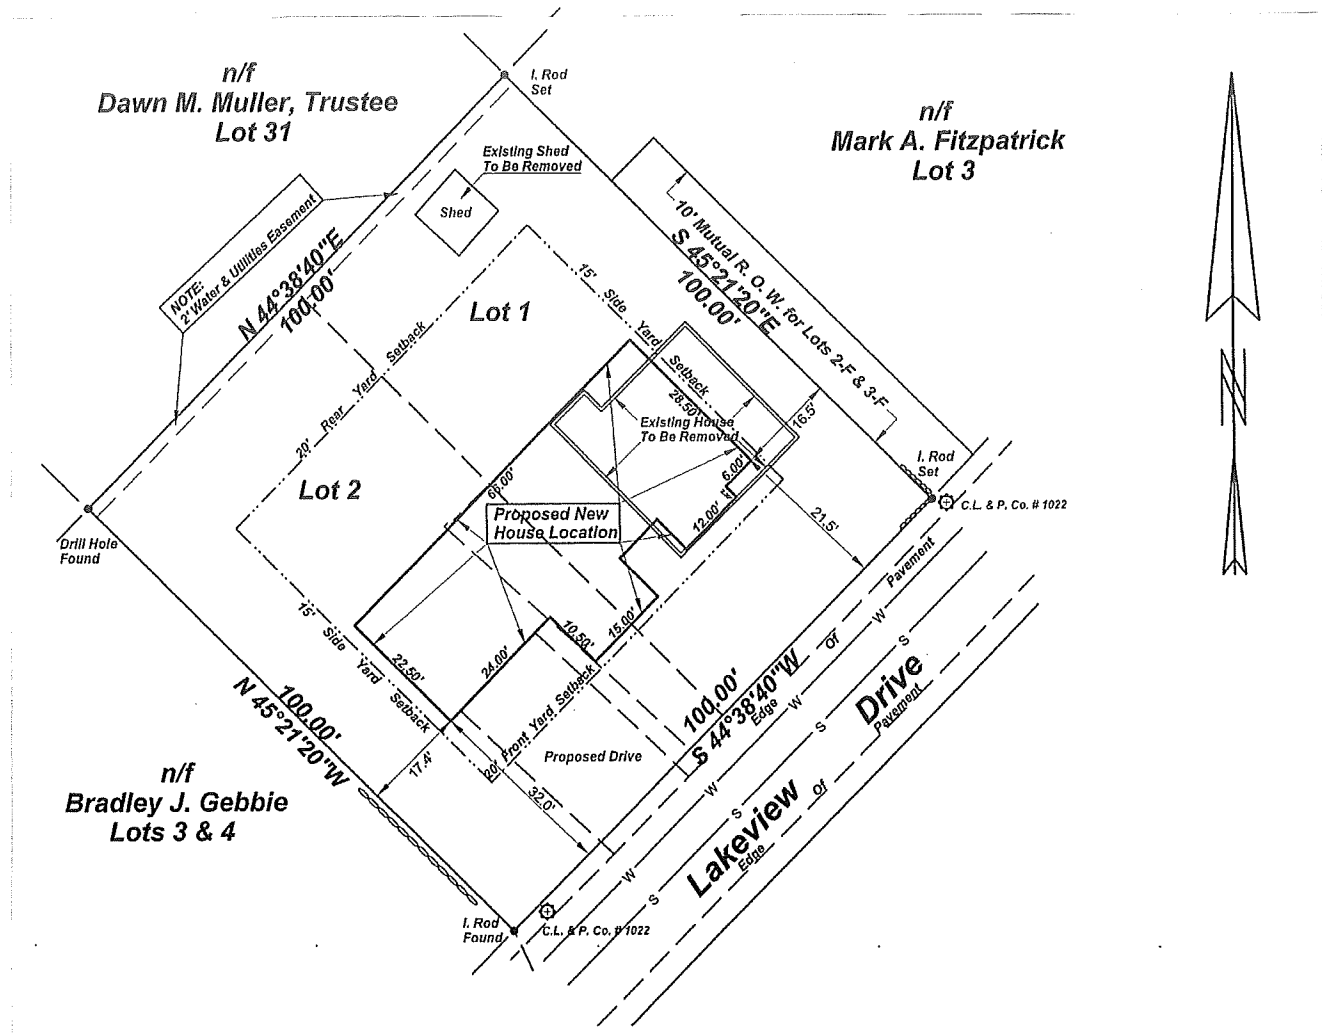 n/f
Dawn M. Muller, Trustee
Lot 31
I. Rod
Set
n/f
Mark A. Fitzpatrick
Lot 3
Existing Shed
To Be Removed
Shed
NOTE:
2' Water & Utilities Easement
N 44°38'40"E
100.00'
10' Mutual R. O. W. for Lots 2-F & 3-F
S 45°21'20"E
100.00'
Lot 1
15' Side Yard Setback
20' Rear Yard Setback
28.50'
Existing House
To Be Removed
16.5'
6.00'
12.00'
21.5'
I. Rod
Set
C.L. & P. Co. # 1022
Lot 2
66.00'
Proposed New
House Location
Drill Hole
Found
15' Side Yard Setback
22.50'
24.00'
10.50'
15.00'
20' Front Yard Setback
Proposed Drive
17.4'
32.0'
100.00'
N 45°21'20"W
100.00'
S 44°38'40"W
Edge Of Pavement
W W W W
S S S S
Lakeview Drive
Edge Of Pavement
n/f
Bradley J. Gebbie
Lots 3 & 4
I. Rod
Found
C.L. & P. Co. # 1022
N